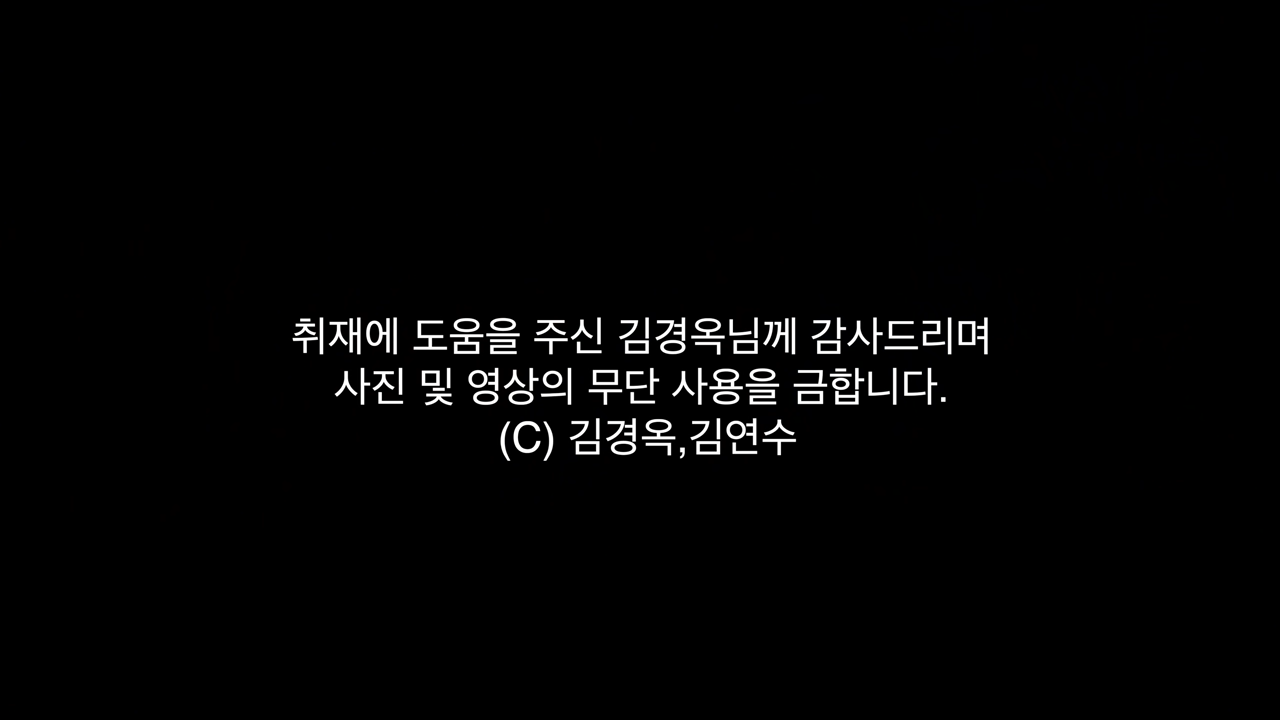 취재에 도움을 주신 김경옥님께 감사드리며
사진 및 영상의 무단 사용을 금합니다.
(C) 김경옥,김연수